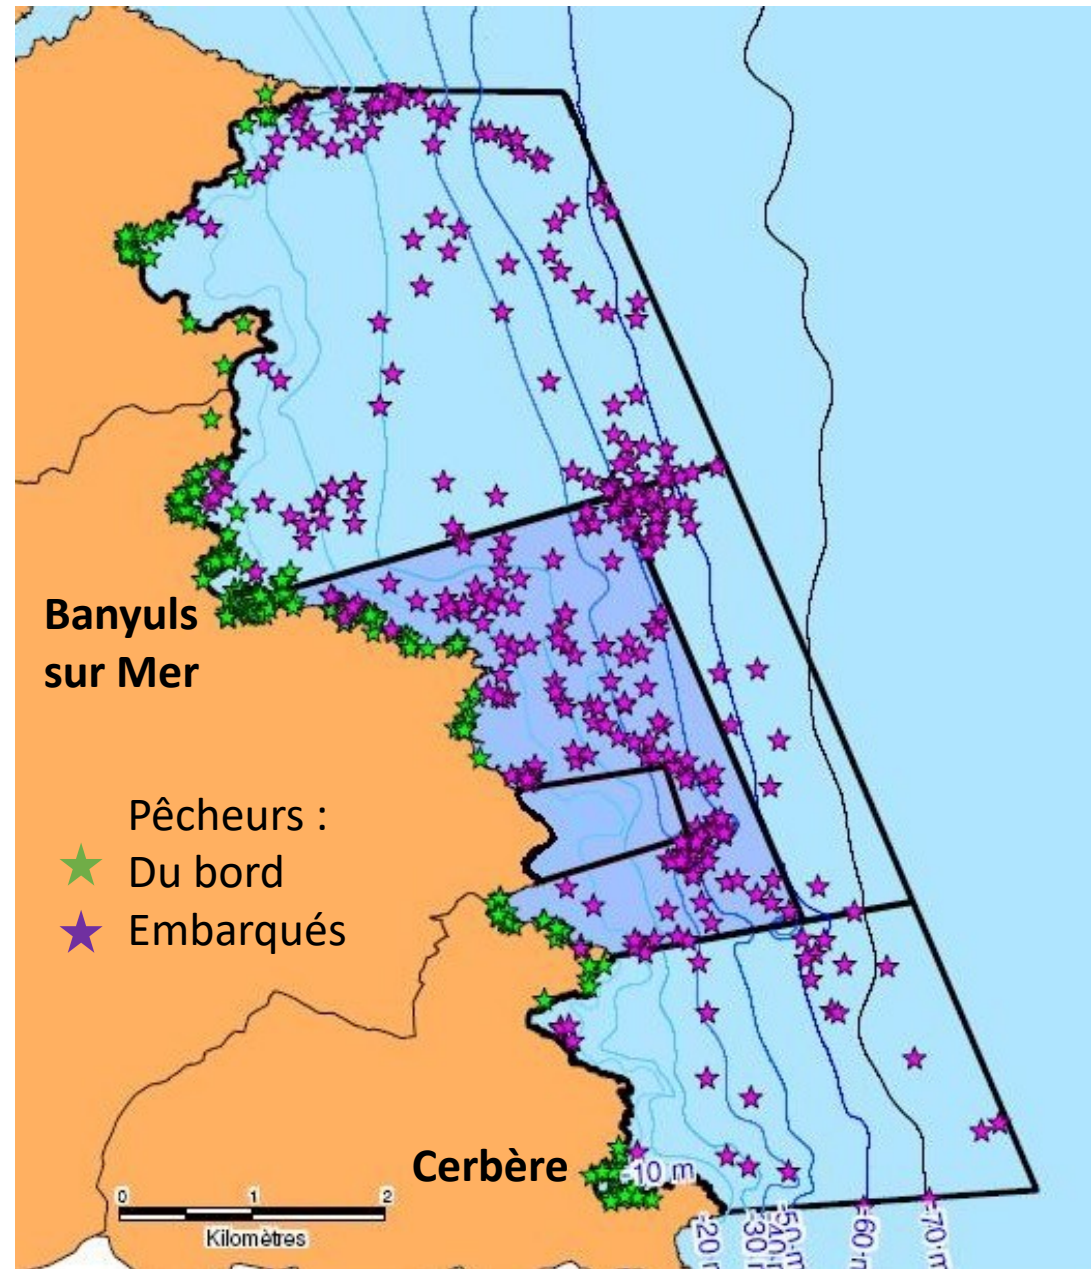 Banyuls
sur Mer
Pêcheurs :
Du bord
Embarqués
Cerbère
-10 m
0 1 2
Kilomètres
-20 m
-30 m
-40 m
-50 m
-60 m
-70 m